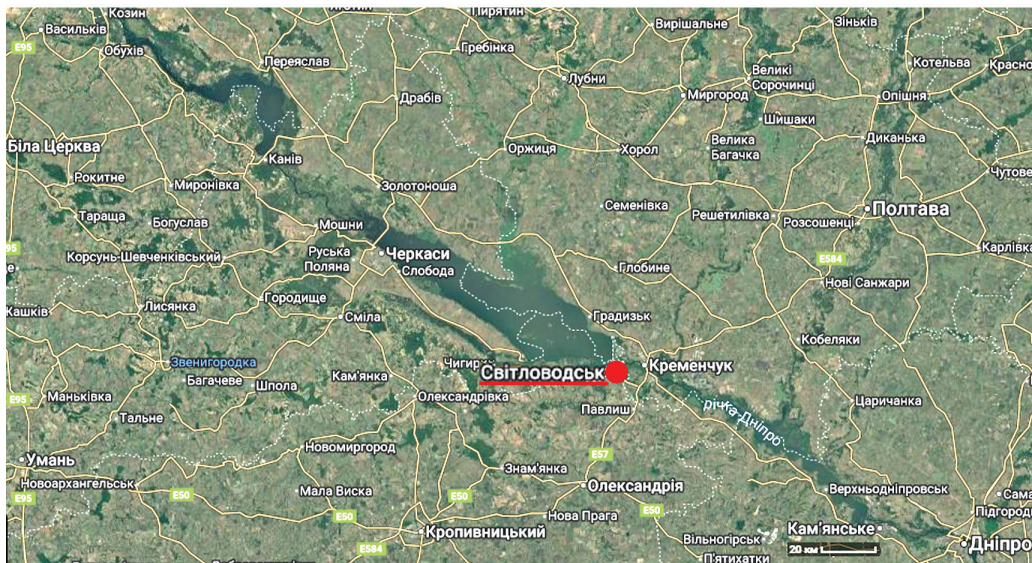 Козин
Пирятин
Зіньків
Васильків
Вирішальне
E95
Обухів
Гребінка
Переяслав
Котельва
Лубни
Великі
Сорочинці
Драбів
Миргород
Опішня
Шишаки
Диканька
Біла Церква
Оржиця
Хорол
Велика
Багачка
Канів
Рокитне
Миронівка
Золотоноша
Чутове
Семенівка
Решетилівка
Полтава
Розсошенці
Тараща
Богуслав
Мошни
Руська
Поляна
Черкаси
Слобода
Карлівка
E95
Корсунь-Шевченківський
E584
Глобине
Нові Санжари
Жашків
Лисянка
Городище
Сміла
Градизьк
Кобеляки
Звенигородка
Чигирин
Світловодськ
Кременчук
Багачеве
Шпола
Кам'янка
E95
Маньківка
Олександрівка
Павлиш
річка Дніпро
Царичанка
Тальне
Новомиргород
E57
Умань
Знам'янка
Новоархангельськ
E50
Мала Виска
E50
Олександрія
Верхньодніпровськ
E95
E50
Нова Прага
E50
Кропивницький
E584
Вільногірськ
Кам'янське
П'ятихатки
20 км
Дніпро